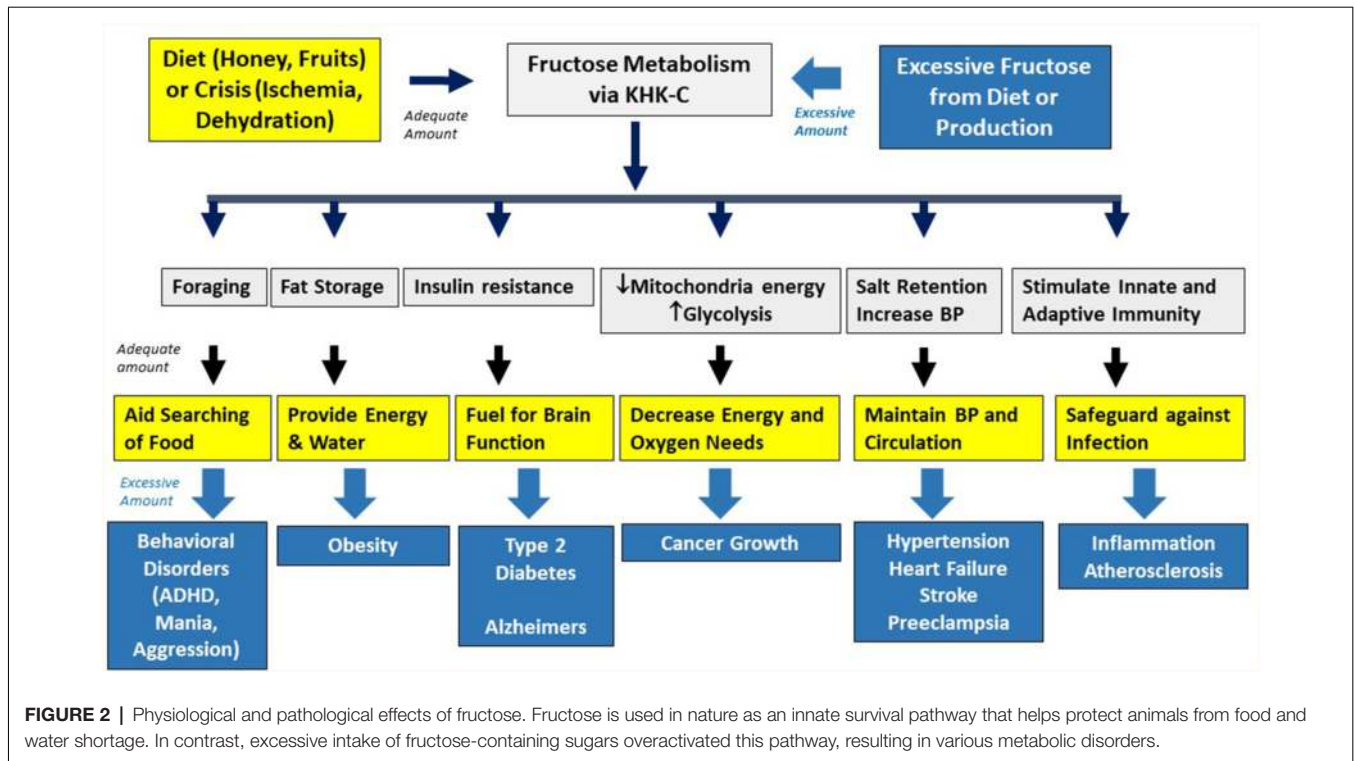 Diet (Honey, Fruits)
or Crisis (Ischemia,
Dehydration)
Adequate
Amount
Fructose Metabolism
via KHK-C
Excessive
Amount
Excessive Fructose
from Diet or
Production
Foraging
Fat Storage
Insulin resistance
↓Mitochondria energy
↑Glycolysis
Salt Retention
Increase BP
Stimulate Innate and
Adaptive Immunity
Adequate
amount
Aid Searching
of Food
Provide Energy
& Water
Fuel for Brain
Function
Decrease Energy and
Oxygen Needs
Maintain BP and
Circulation
Safeguard against
Infection
Excessive
Amount
Behavioral
Disorders
(ADHD,
Mania,
Aggression)
Obesity
Type 2
Diabetes
Alzheimers
Cancer Growth
Hypertension
Heart Failure
Stroke
Preeclampsia
Inflammation
Atherosclerosis
FIGURE 2 | Physiological and pathological effects of fructose. Fructose is used in nature as an innate survival pathway that helps protect animals from food and
water shortage. In contrast, excessive intake of fructose-containing sugars overactivated this pathway, resulting in various metabolic disorders.